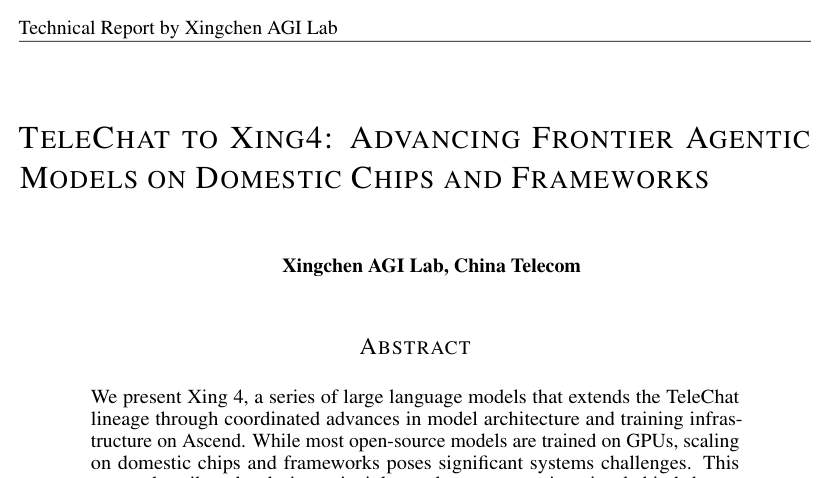 Technical Report by Xingchen AGI Lab
TELECHAT TO XING4: ADVANCING FRONTIER AGENTIC
MODELS ON DOMESTIC CHIPS AND FRAMEWORKS
Xingchen AGI Lab, China Telecom
ABSTRACT
We present Xing 4, a series of large language models that extends the TeleChat
lineage through coordinated advances in model architecture and training infras-
tructure on Ascend. While most open-source models are trained on GPUs, scaling
on domestic chips and frameworks poses significant systems challenges. This